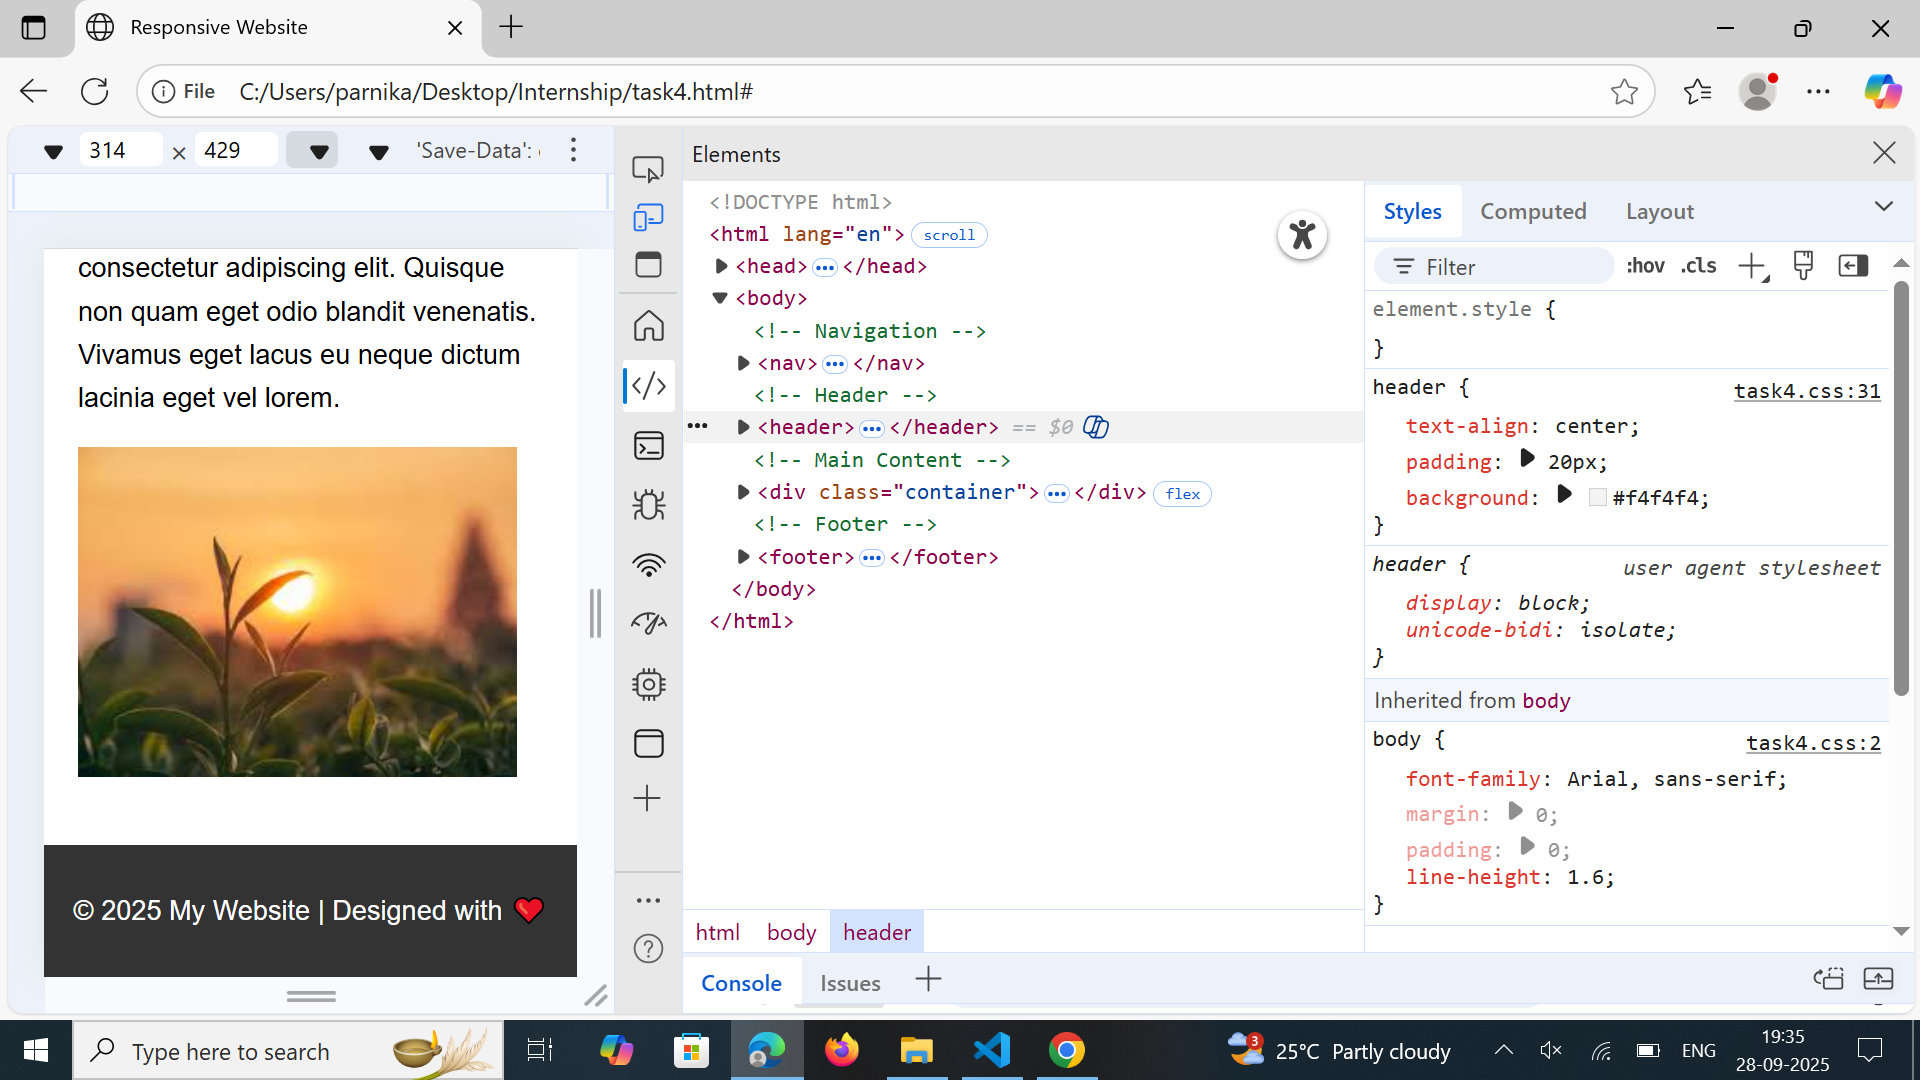 Responsive Website
File C:/Users/parnika/Desktop/Internship/task4.html#
314 × 429 'Save-Data':
consectetur adipiscing elit. Quisque
non quam eget odio blandit venenatis.
Vivamus eget lacus eu neque dictum
lacinia eget vel lorem.
© 2025 My Website | Designed with ❤️
Elements
<!DOCTYPE html>
<html lang="en"> scroll
<head>…</head>
<body>
<!-- Navigation -->
<nav>…</nav>
<!-- Header -->
<header>…</header> == $0
<!-- Main Content -->
<div class="container">…</div> flex
<!-- Footer -->
<footer>…</footer>
</body>
</html>
html body header
Styles Computed Layout
Filter :hov .cls
element.style {
}
header { task4.css:31
text-align: center;
padding: 20px;
background: #f4f4f4;
}
header { user agent stylesheet
display: block;
unicode-bidi: isolate;
}
Inherited from body
body { task4.css:2
font-family: Arial, sans-serif;
margin: 0;
padding: 0;
line-height: 1.6;
}
Console Issues
Type here to search
3
25°C Partly cloudy
ENG
19:35
28-09-2025